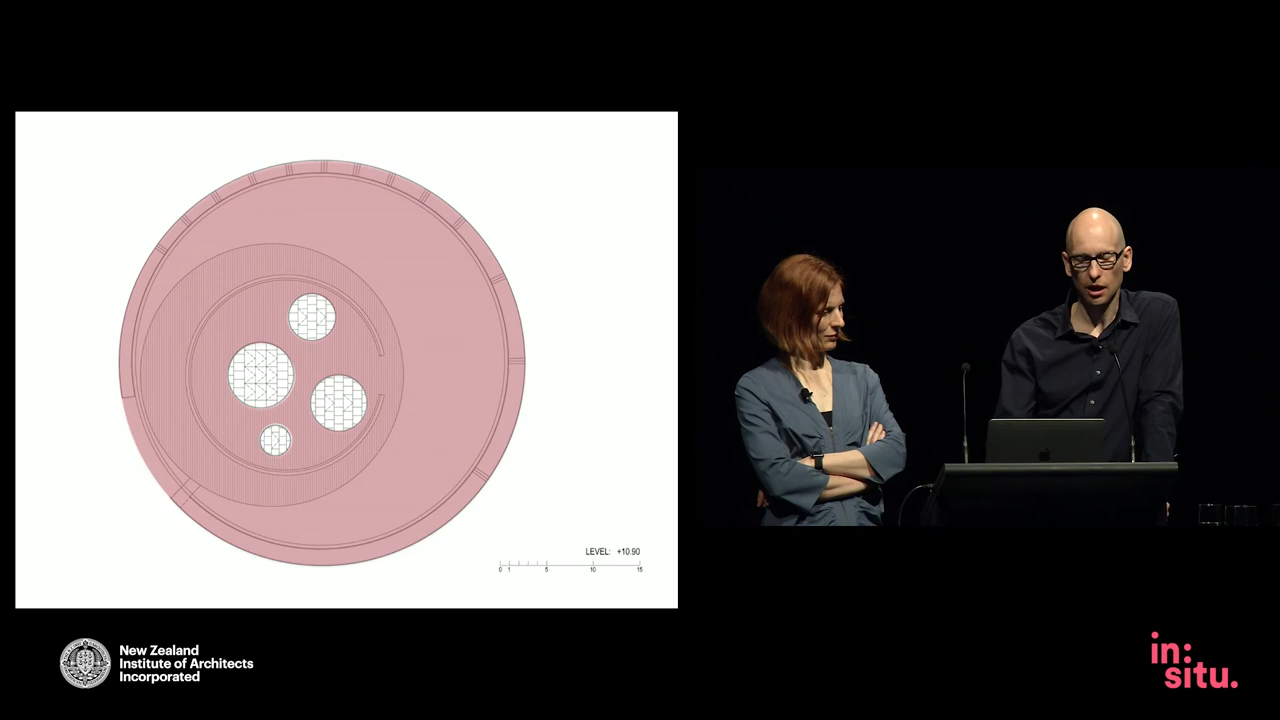 LEVEL: +10.90
0 1 5 10 15
New Zealand
Institute of Architects
Incorporated
in:
situ.